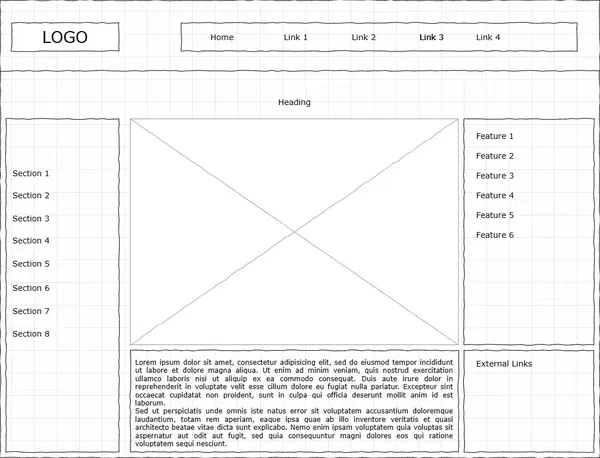 LOGO
Home Link 1 Link 2 Link 3 Link 4
Heading
Section 1
Section 2
Section 3
Section 4
Section 5
Section 6
Section 7
Section 8
Feature 1
Feature 2
Feature 3
Feature 4
Feature 5
Feature 6
Lorem ipsum dolor sit amet, consectetur adipisicing elit, sed do eiusmod tempor incididunt
ut labore et dolore magna aliqua. Ut enim ad minim veniam, quis nostrud exercitation
ullamco laboris nisi ut aliquip ex ea commodo consequat. Duis aute irure dolor in
reprehenderit in voluptate velit esse cillum dolore eu fugiat nulla pariatur. Excepteur sint
occaecat cupidatat non proident, sunt in culpa qui officia deserunt mollit anim id est
laborum.
Sed ut perspiciatis unde omnis iste natus error sit voluptatem accusantium doloremque
laudantium, totam rem aperiam, eaque ipsa quae ab illo inventore veritatis et quasi
architecto beatae vitae dicta sunt explicabo. Nemo enim ipsam voluptatem quia voluptas sit
aspernatur aut odit aut fugit, sed quia consequuntur magni dolores eos qui ratione
voluptatem sequi nesciunt.
External Links